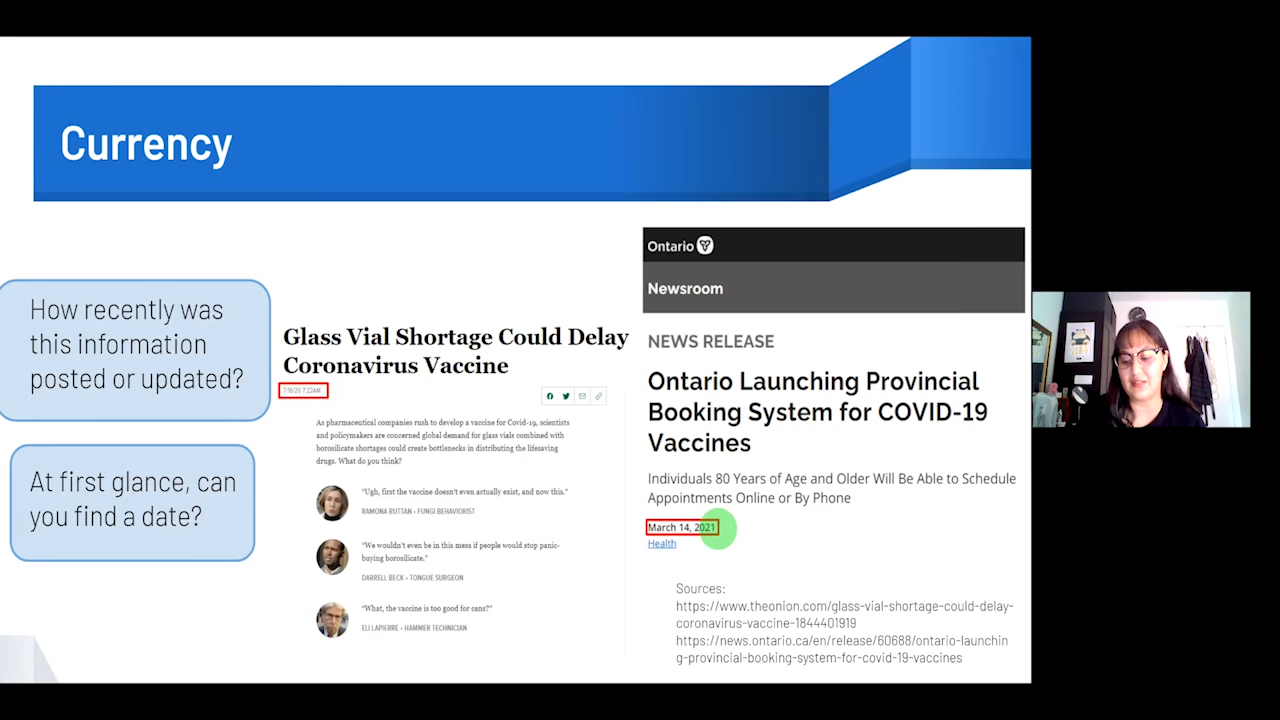 Currency
How recently was
this information
posted or updated?
At first glance, can
you find a date?
Glass Vial Shortage Could Delay
Coronavirus Vaccine
7/16/20 7:22AM
As pharmaceutical companies rush to develop a vaccine for Covid-19, scientists
and policymakers are concerned global demand for glass vials combined with
borosilicate shortages could create bottlenecks in distributing the lifesaving
drugs. What do you think?
“Ugh, first the vaccine doesn’t even actually exist, and now this.”
RAMONA RUTTAN • FUNGI BEHAVIORIST
“We wouldn’t even be in this mess if people would stop panic-
buying borosilicate.”
DARRELL BECK • TONGUE SURGEON
“What, the vaccine is too good for cans?”
ELI LAPIERRE • HAMMER TECHNICIAN
Ontario
Newsroom
NEWS RELEASE
Ontario Launching Provincial
Booking System for COVID-19
Vaccines
Individuals 80 Years of Age and Older Will Be Able to Schedule
Appointments Online or By Phone
March 14, 2021
Health
Sources:
https://www.theonion.com/glass-vial-shortage-could-delay-
coronavirus-vaccine-1844401919
https://news.ontario.ca/en/release/60688/ontario-launchin
g-provincial-booking-system-for-covid-19-vaccines